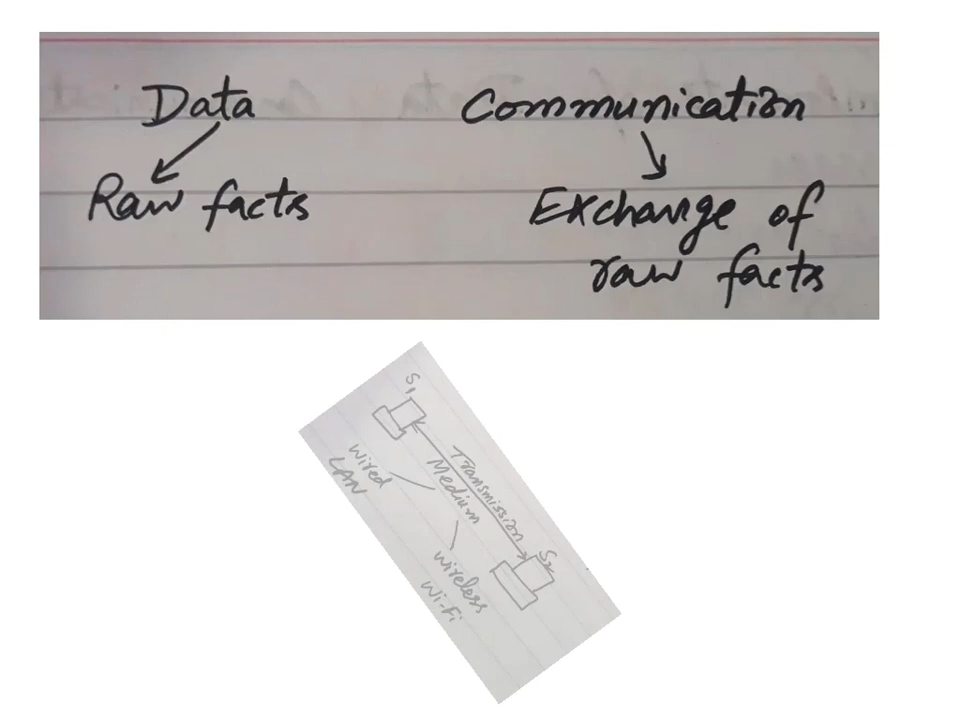 Data Communication
Raw facts Exchange of
raw facts
S1
Transmission
Medium
S2
Wired
LAN
Wireless
Wi-Fi